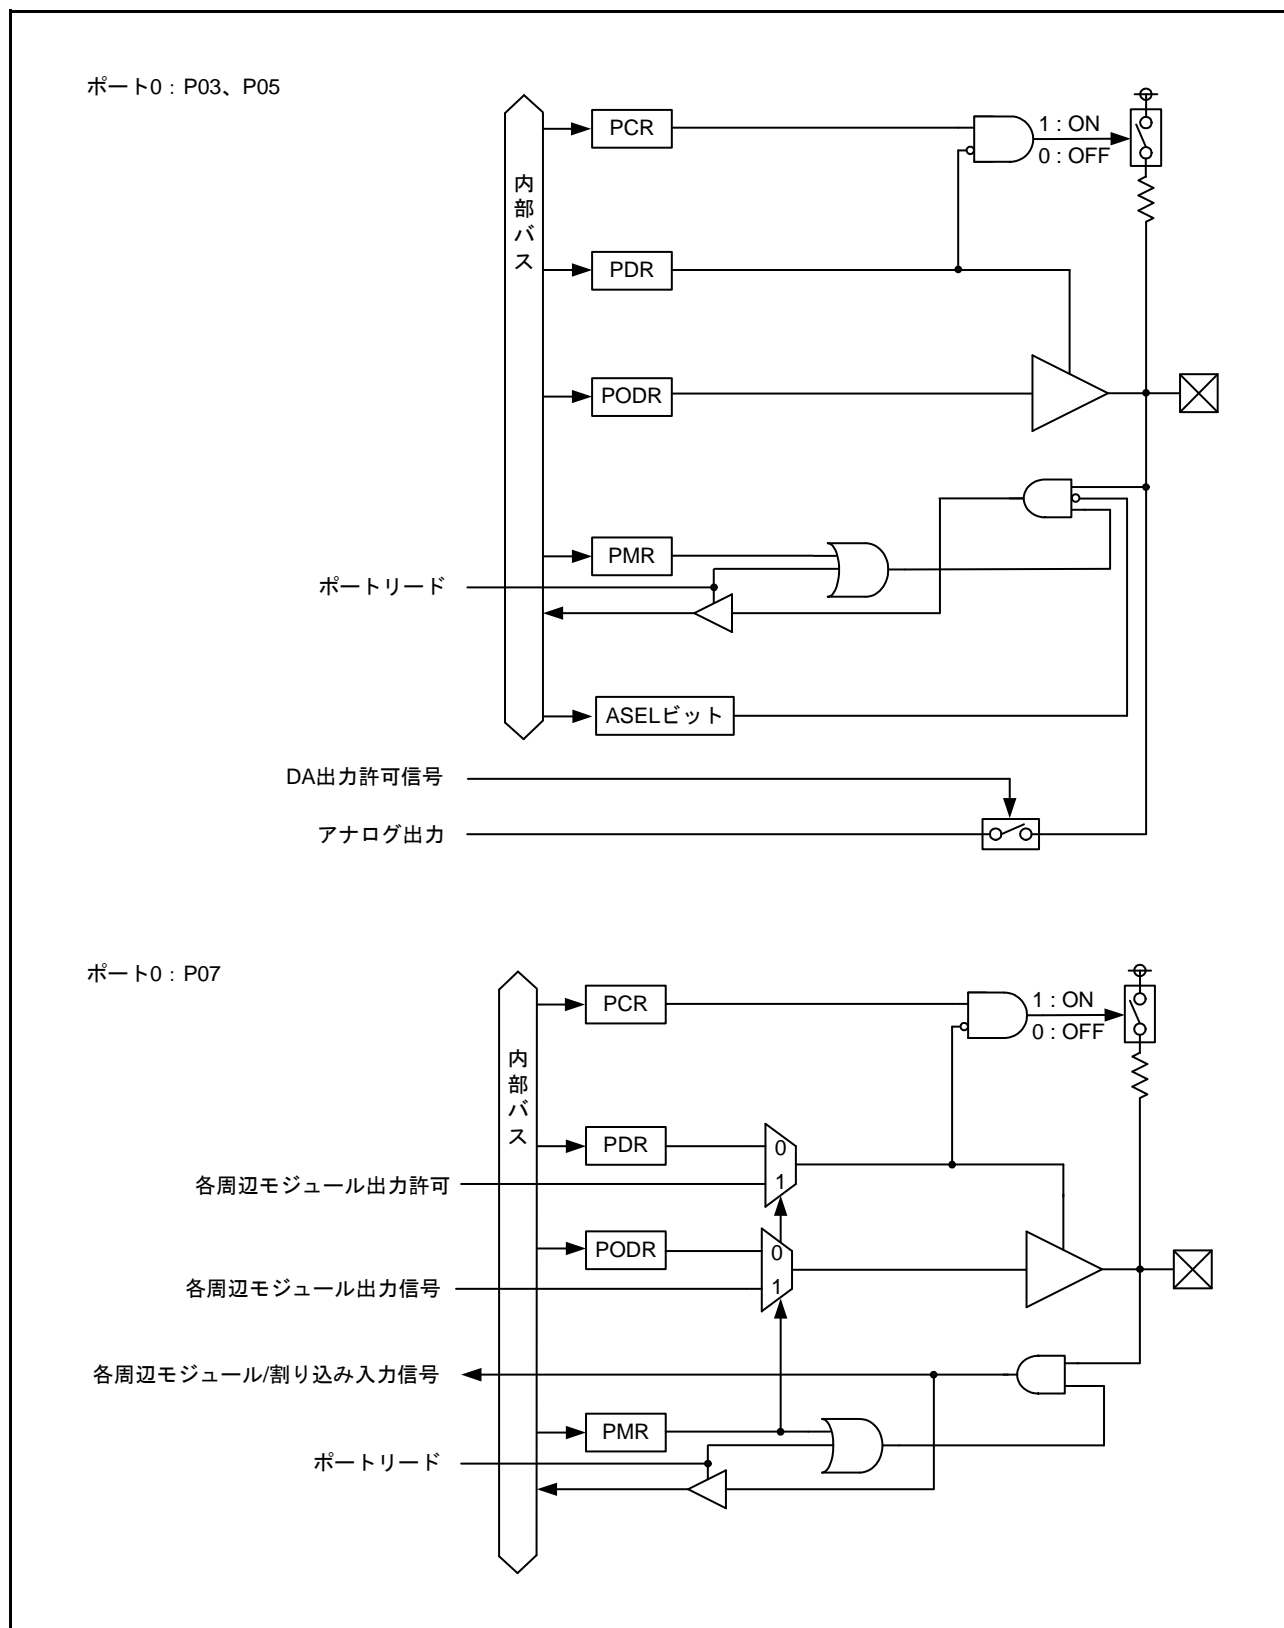 ポート0：P03、P05
PCR
1 : ON
0 : OFF
内部バス
PDR
PODR
PMR
ポートリード
ASELビット
DA出力許可信号
アナログ出力
ポート0：P07
PCR
1 : ON
0 : OFF
内部バス
PDR
0
1
各周辺モジュール出力許可
PODR
0
1
各周辺モジュール出力信号
各周辺モジュール/割り込み入力信号
PMR
ポートリード